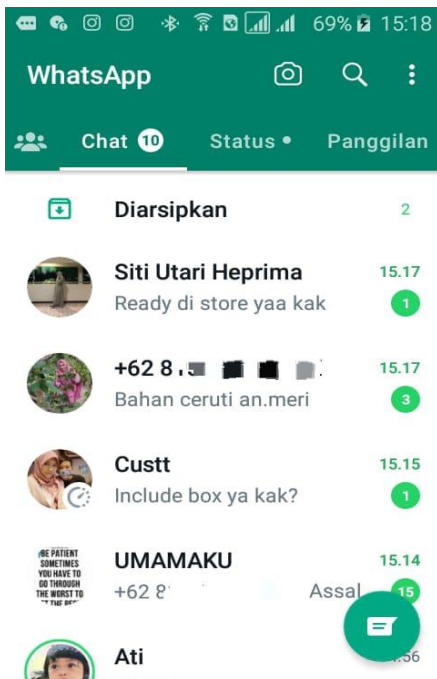 69% 15:18
WhatsApp
Chat 10 Status Panggilan
Diarsipkan 2
Siti Utari Heprima 15.17
Ready di store yaa kak 1
+62 8 15.17
Bahan ceruti an.meri 3
Custt 15.15
Include box ya kak? 1
BE PATIENT
SOMETIMES
YOU HAVE TO
GO THROUGH
THE WORST TO
UMAMAKU 15.14
+62 8 Assal 15
Ati